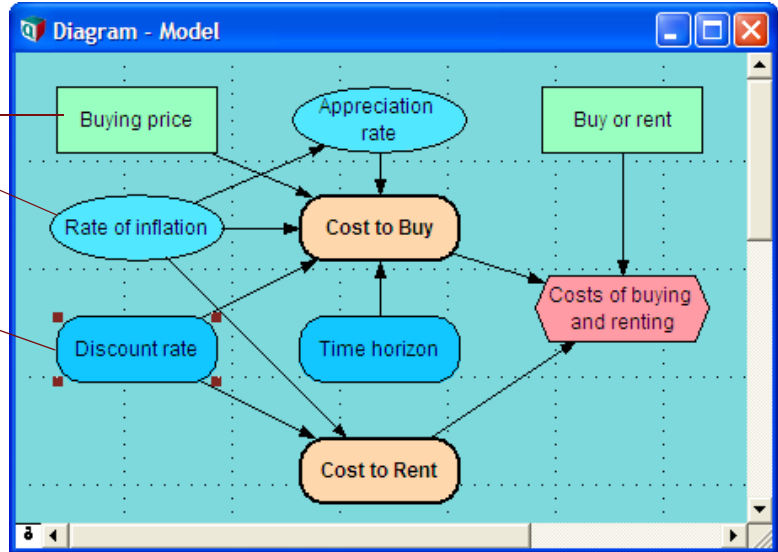 Diagram - Model
Buying price
Appreciation
rate
Buy or rent
Rate of inflation
Cost to Buy
Costs of buying
and renting
Discount rate
Time horizon
Cost to Rent